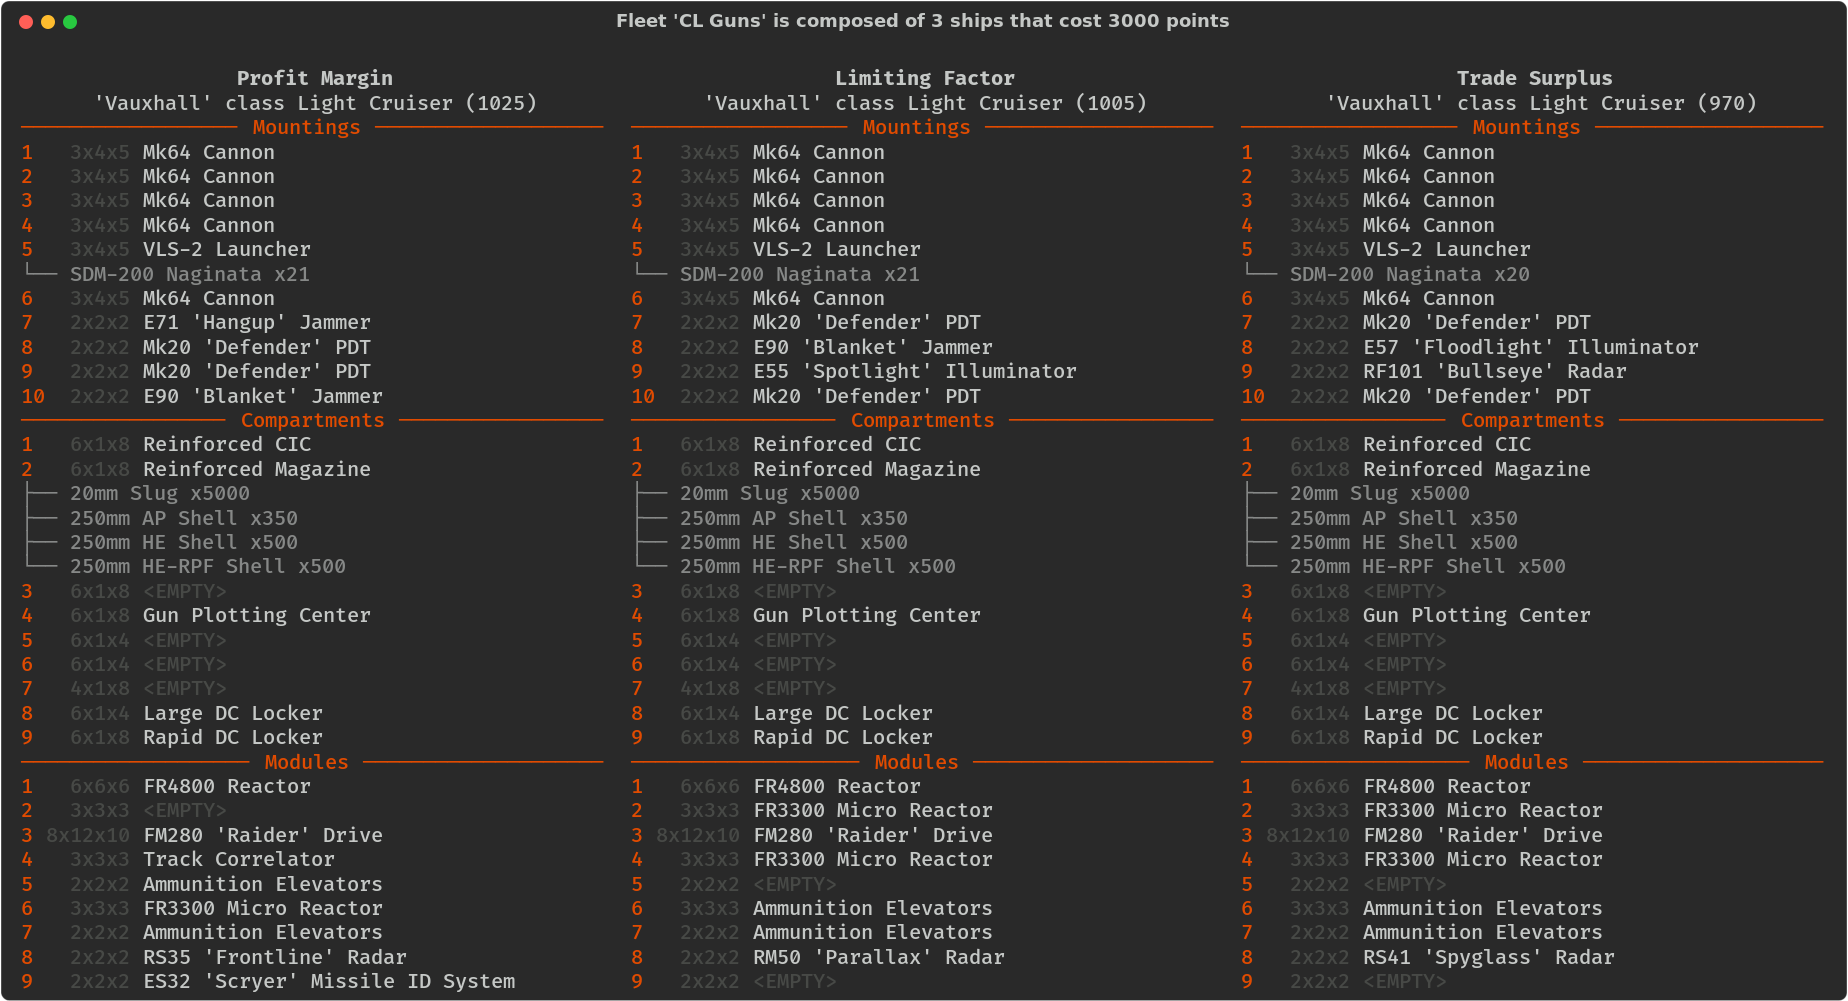 Fleet 'CL Guns' is composed of 3 ships that cost 3000 points
Profit Margin
'Vauxhall' class Light Cruiser (1025)
Mountings
1 3x4x5 Mk64 Cannon
2 3x4x5 Mk64 Cannon
3 3x4x5 Mk64 Cannon
4 3x4x5 Mk64 Cannon
5 3x4x5 VLS-2 Launcher
└── SDM-200 Naginata x21
6 3x4x5 Mk64 Cannon
7 2x2x2 E71 'Hangup' Jammer
8 2x2x2 Mk20 'Defender' PDT
9 2x2x2 Mk20 'Defender' PDT
10 2x2x2 E90 'Blanket' Jammer
Compartments
1 6x1x8 Reinforced CIC
2 6x1x8 Reinforced Magazine
├── 20mm Slug x5000
├── 250mm AP Shell x350
├── 250mm HE Shell x500
└── 250mm HE-RPF Shell x500
3 6x1x8 <EMPTY>
4 6x1x8 Gun Plotting Center
5 6x1x4 <EMPTY>
6 6x1x4 <EMPTY>
7 4x1x8 <EMPTY>
8 6x1x4 Large DC Locker
9 6x1x8 Rapid DC Locker
Modules
1 6x6x6 FR4800 Reactor
2 3x3x3 <EMPTY>
3 8x12x10 FM280 'Raider' Drive
4 3x3x3 Track Correlator
5 2x2x2 Ammunition Elevators
6 3x3x3 FR3300 Micro Reactor
7 2x2x2 Ammunition Elevators
8 2x2x2 RS35 'Frontline' Radar
9 2x2x2 ES32 'Scryer' Missile ID System
Limiting Factor
'Vauxhall' class Light Cruiser (1005)
Mountings
1 3x4x5 Mk64 Cannon
2 3x4x5 Mk64 Cannon
3 3x4x5 Mk64 Cannon
4 3x4x5 Mk64 Cannon
5 3x4x5 VLS-2 Launcher
└── SDM-200 Naginata x21
6 3x4x5 Mk64 Cannon
7 2x2x2 Mk20 'Defender' PDT
8 2x2x2 E90 'Blanket' Jammer
9 2x2x2 E55 'Spotlight' Illuminator
10 2x2x2 Mk20 'Defender' PDT
Compartments
1 6x1x8 Reinforced CIC
2 6x1x8 Reinforced Magazine
├── 20mm Slug x5000
├── 250mm AP Shell x350
├── 250mm HE Shell x500
└── 250mm HE-RPF Shell x500
3 6x1x8 <EMPTY>
4 6x1x8 Gun Plotting Center
5 6x1x4 <EMPTY>
6 6x1x4 <EMPTY>
7 4x1x8 <EMPTY>
8 6x1x4 Large DC Locker
9 6x1x8 Rapid DC Locker
Modules
1 6x6x6 FR4800 Reactor
2 3x3x3 FR3300 Micro Reactor
3 8x12x10 FM280 'Raider' Drive
4 3x3x3 FR3300 Micro Reactor
5 2x2x2 <EMPTY>
6 3x3x3 Ammunition Elevators
7 2x2x2 Ammunition Elevators
8 2x2x2 RM50 'Parallax' Radar
9 2x2x2 <EMPTY>
Trade Surplus
'Vauxhall' class Light Cruiser (970)
Mountings
1 3x4x5 Mk64 Cannon
2 3x4x5 Mk64 Cannon
3 3x4x5 Mk64 Cannon
4 3x4x5 Mk64 Cannon
5 3x4x5 VLS-2 Launcher
└── SDM-200 Naginata x20
6 3x4x5 Mk64 Cannon
7 2x2x2 Mk20 'Defender' PDT
8 2x2x2 E57 'Floodlight' Illuminator
9 2x2x2 RF101 'Bullseye' Radar
10 2x2x2 Mk20 'Defender' PDT
Compartments
1 6x1x8 Reinforced CIC
2 6x1x8 Reinforced Magazine
├── 20mm Slug x5000
├── 250mm AP Shell x350
├── 250mm HE Shell x500
└── 250mm HE-RPF Shell x500
3 6x1x8 <EMPTY>
4 6x1x8 Gun Plotting Center
5 6x1x4 <EMPTY>
6 6x1x4 <EMPTY>
7 4x1x8 <EMPTY>
8 6x1x4 Large DC Locker
9 6x1x8 Rapid DC Locker
Modules
1 6x6x6 FR4800 Reactor
2 3x3x3 FR3300 Micro Reactor
3 8x12x10 FM280 'Raider' Drive
4 3x3x3 FR3300 Micro Reactor
5 2x2x2 <EMPTY>
6 3x3x3 Ammunition Elevators
7 2x2x2 Ammunition Elevators
8 2x2x2 RS41 'Spyglass' Radar
9 2x2x2 <EMPTY>